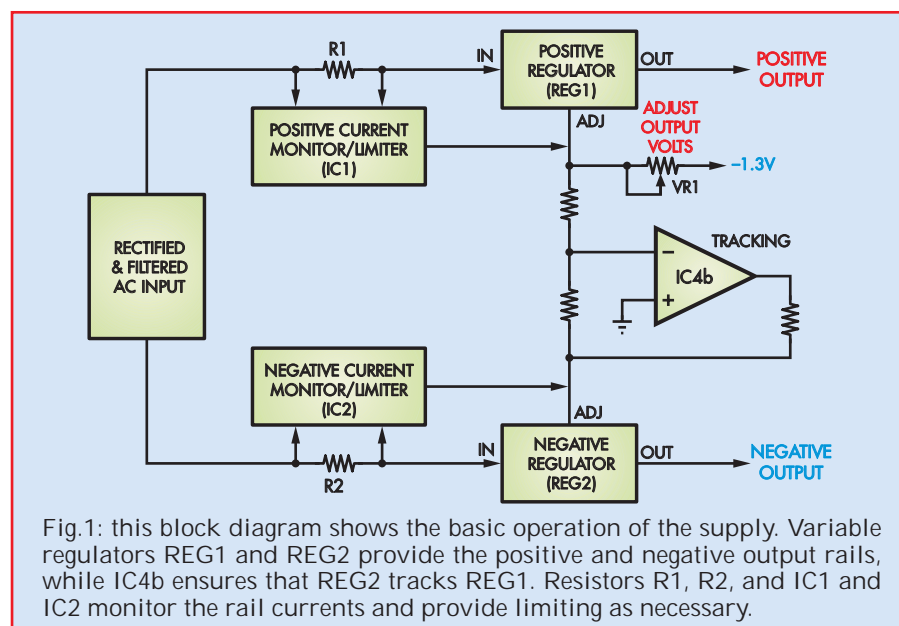 R1
IN
POSITIVE
REGULATOR
(REG1)
OUT
POSITIVE
OUTPUT
ADJ
POSITIVE CURRENT
MONITOR/LIMITER
(IC1)
ADJUST
OUTPUT
VOLTS
–1.3V
VR1
RECTIFIED
& FILTERED
AC INPUT
TRACKING
–
IC4b
+
NEGATIVE CURRENT
MONITOR/LIMITER
(IC2)
ADJ
R2
IN
NEGATIVE
REGULATOR
(REG2)
OUT
NEGATIVE
OUTPUT
Fig.1: this block diagram shows the basic operation of the supply. Variable
regulators REG1 and REG2 provide the positive and negative output rails,
while IC4b ensures that REG2 tracks REG1. Resistors R1, R2, and IC1 and
IC2 monitor the rail currents and provide limiting as necessary.